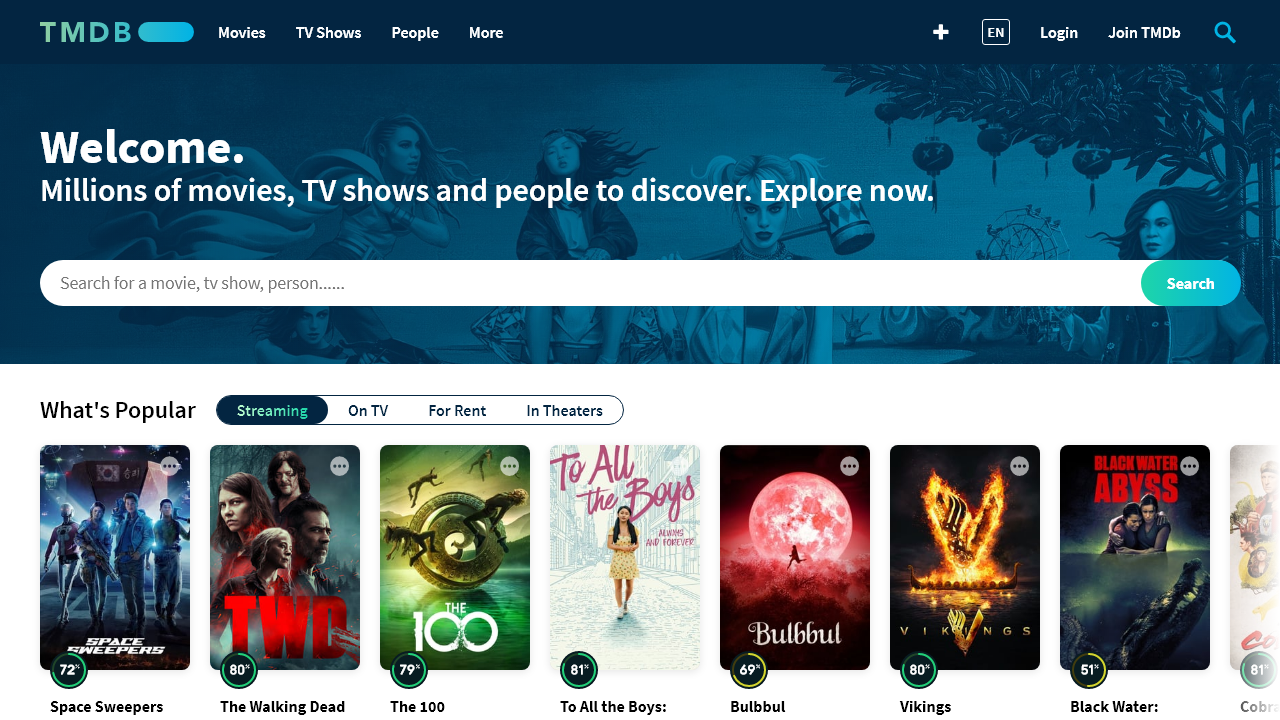 TMDB
Movies TV Shows People More
EN Login Join TMDb
Welcome.
Millions of movies, TV shows and people to discover. Explore now.
Search for a movie, tv show, person......
Search
What's Popular
Streaming On TV For Rent In Theaters
SPACE SWEEPERS
TWD
THE 100
To All the Boys
ALWAYS AND FOREVER
Bulbbul
VIKINGS
BLACK WATER ABYSS
72% 80% 79% 81% 69% 80% 51% 81%
Space Sweepers The Walking Dead The 100 To All the Boys: Bulbbul Vikings Black Water: Cobra